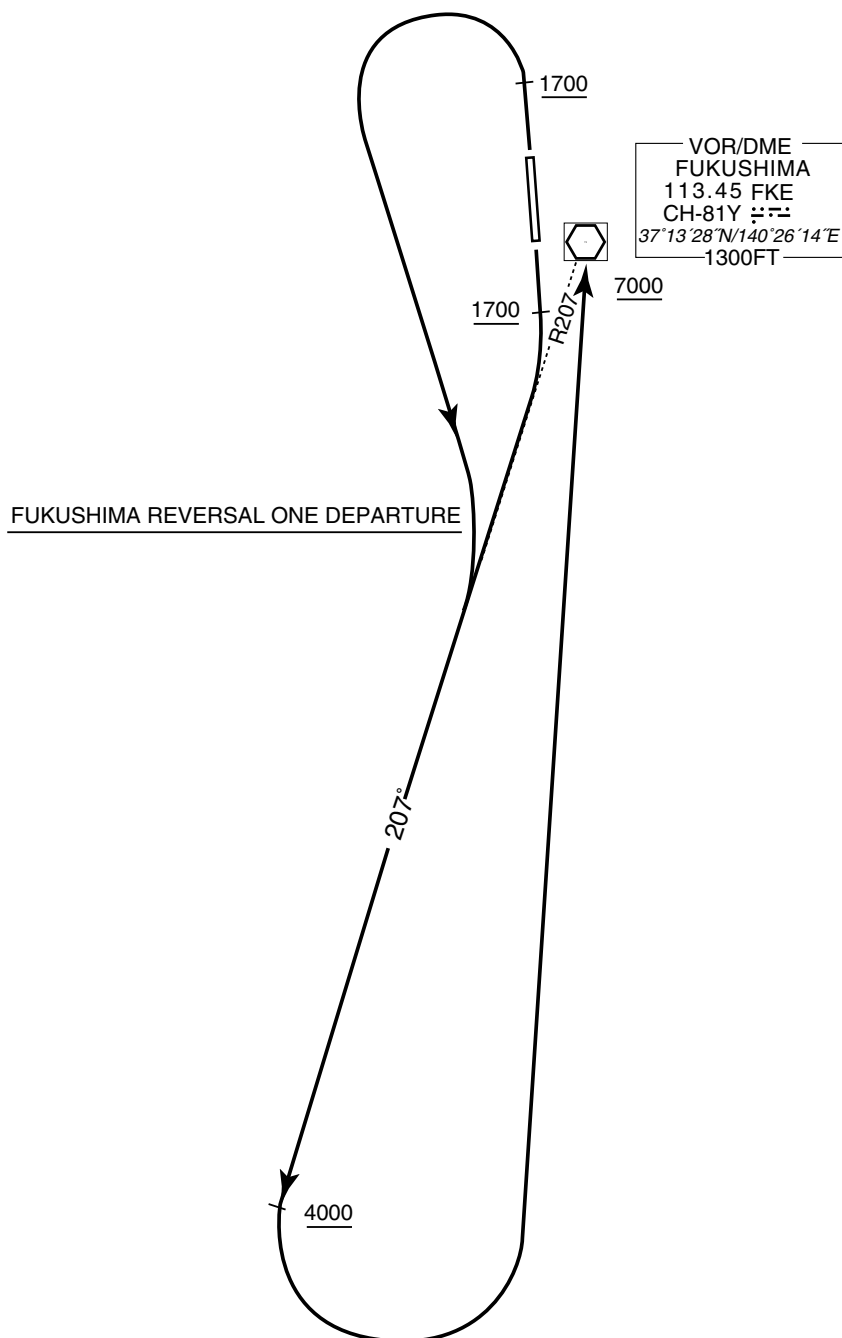 1700
VOR/DME
FUKUSHIMA
113.45 FKE
CH-81Y
37°13´28˝N/140°26´14˝E
1300FT
7000
1700
R207
FUKUSHIMA REVERSAL ONE DEPARTURE
207°
4000